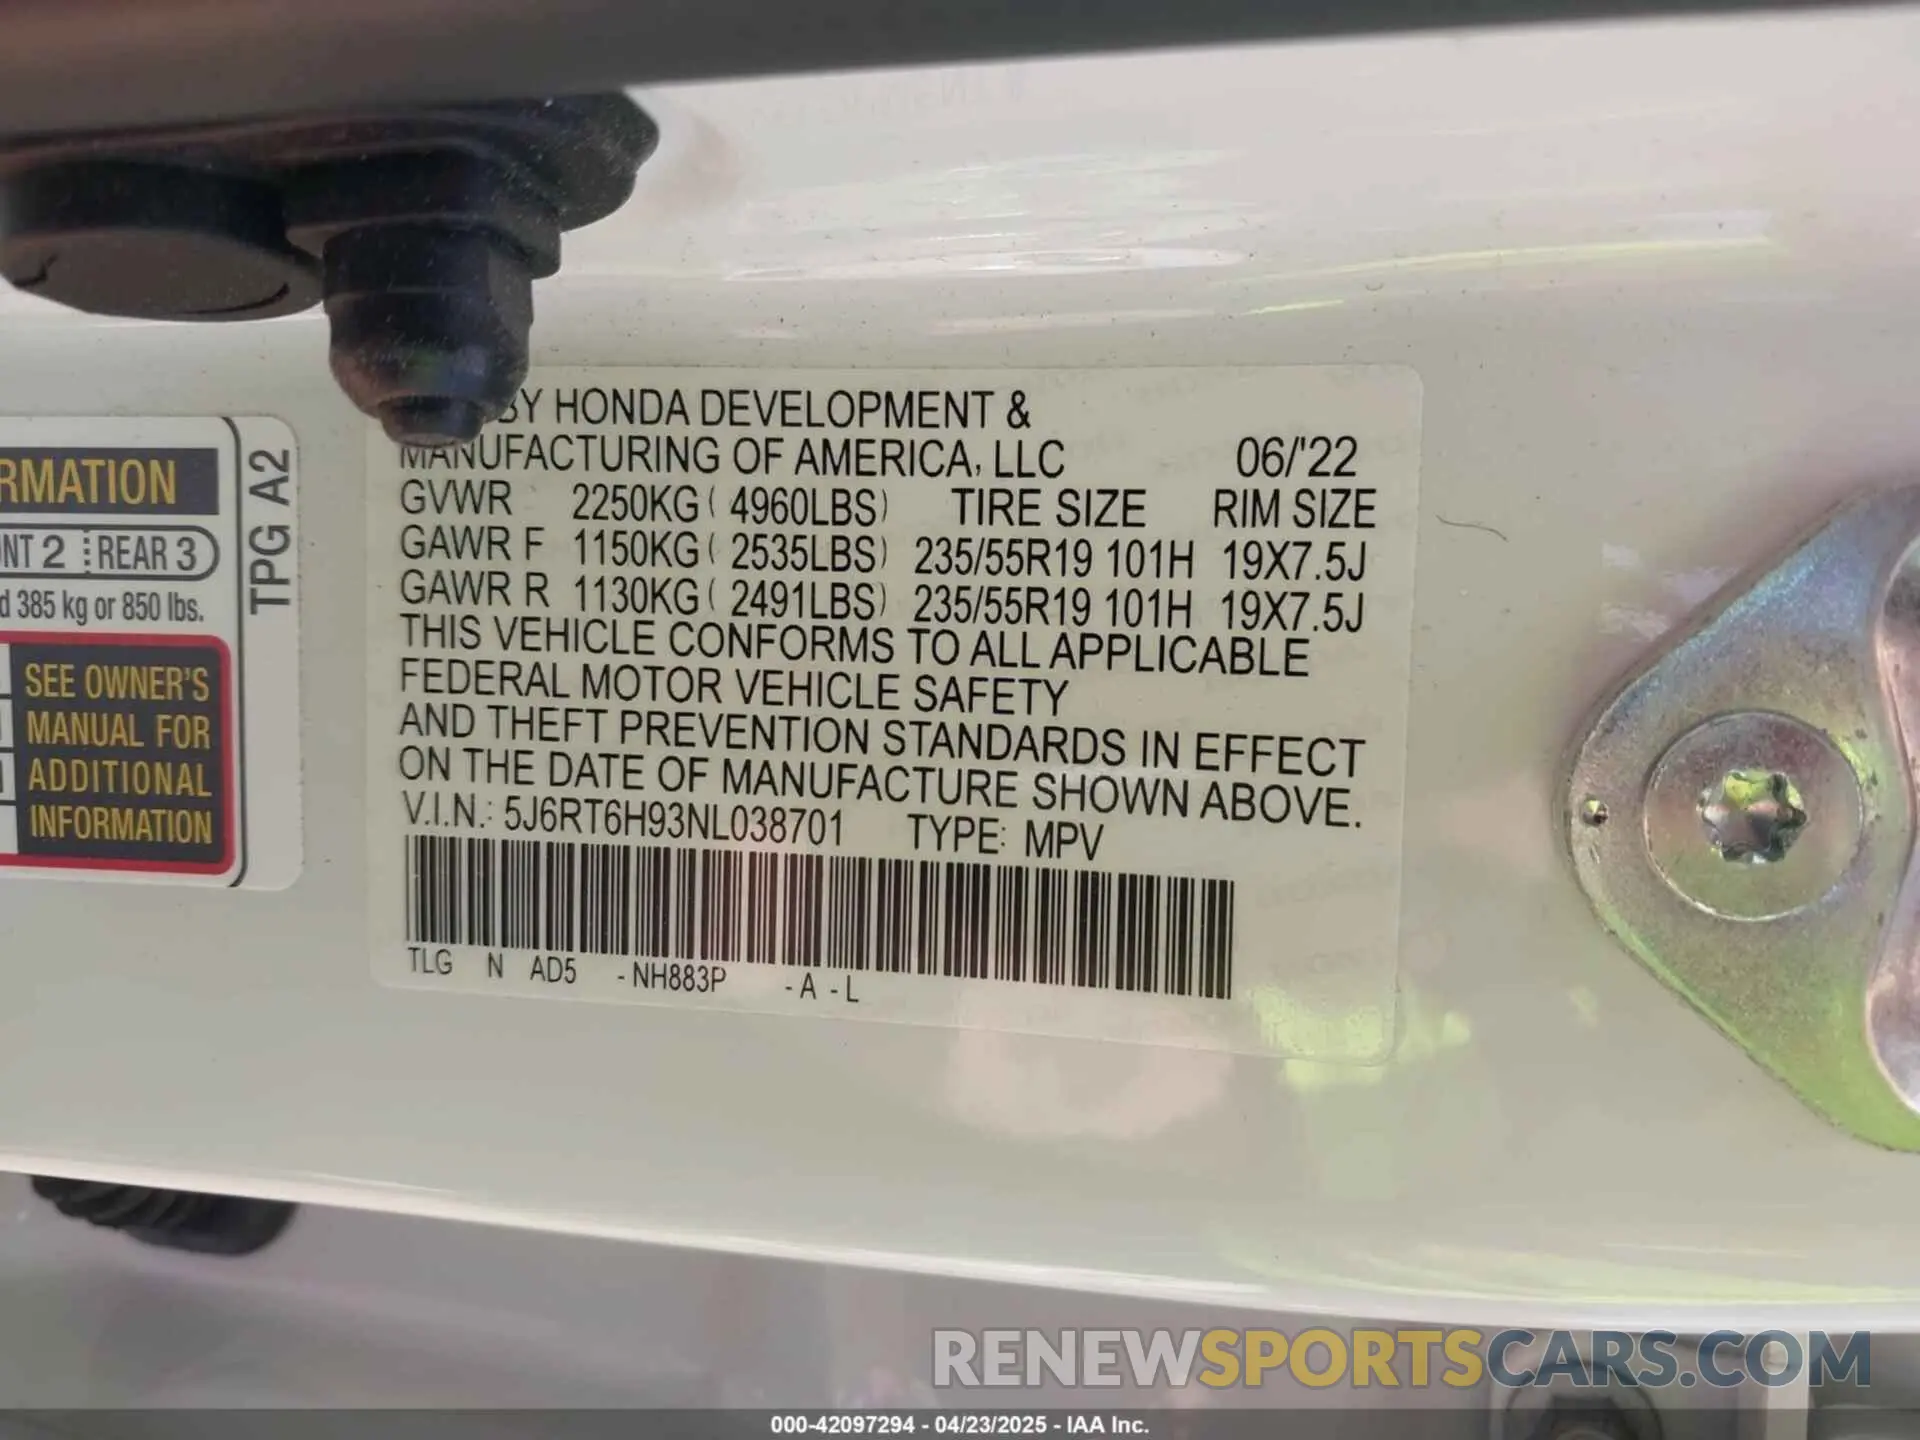 BY HONDA DEVELOPMENT &
MANUFACTURING OF AMERICA, LLC 06/'22
GVWR 2250KG ( 4960LBS) TIRE SIZE RIM SIZE
GAWR F 1150KG ( 2535LBS) 235/55R19 101H 19X7.5J
GAWR R 1130KG ( 2491LBS) 235/55R19 101H 19X7.5J
THIS VEHICLE CONFORMS TO ALL APPLICABLE
FEDERAL MOTOR VEHICLE SAFETY
AND THEFT PREVENTION STANDARDS IN EFFECT
ON THE DATE OF MANUFACTURE SHOWN ABOVE.
V.I.N.: 5J6RT6H93NL038701 TYPE: MPV
TLG N AD5 -NH883P -A -L
RMATION
NT 2 REAR 3
d 385 kg or 850 lbs.
SEE OWNER'S
MANUAL FOR
ADDITIONAL
INFORMATION
TPG A2
RENEWSPORTSCARS.COM
000-42097294 - 04/23/2025 - IAA Inc.